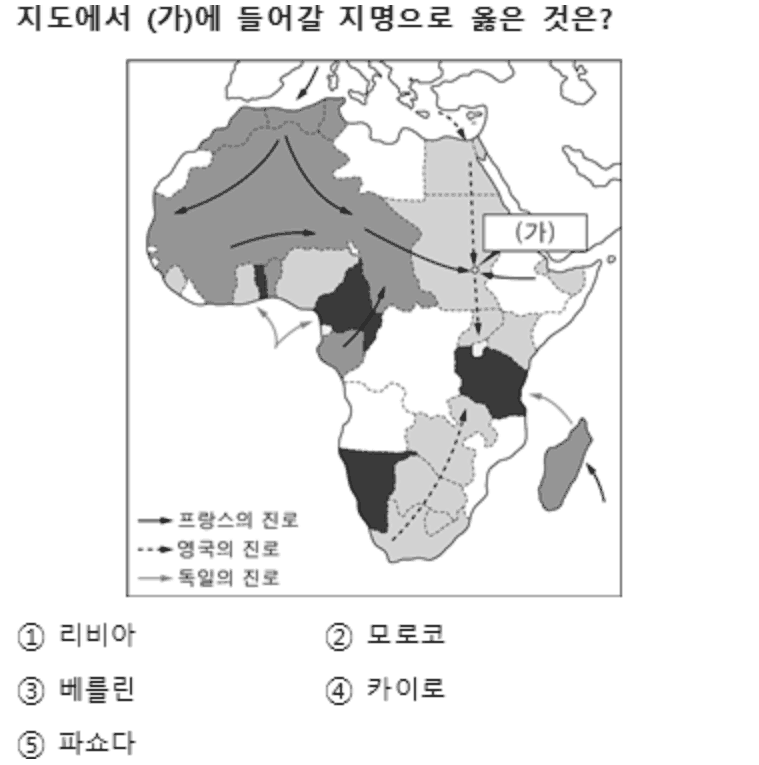 지도에서 (가)에 들어갈 지명으로 옳은 것은?
(가)
프랑스의 진로
영국의 진로
독일의 진로
① 리비아 ② 모로코
③ 베를린 ④ 카이로
⑤ 파쇼다